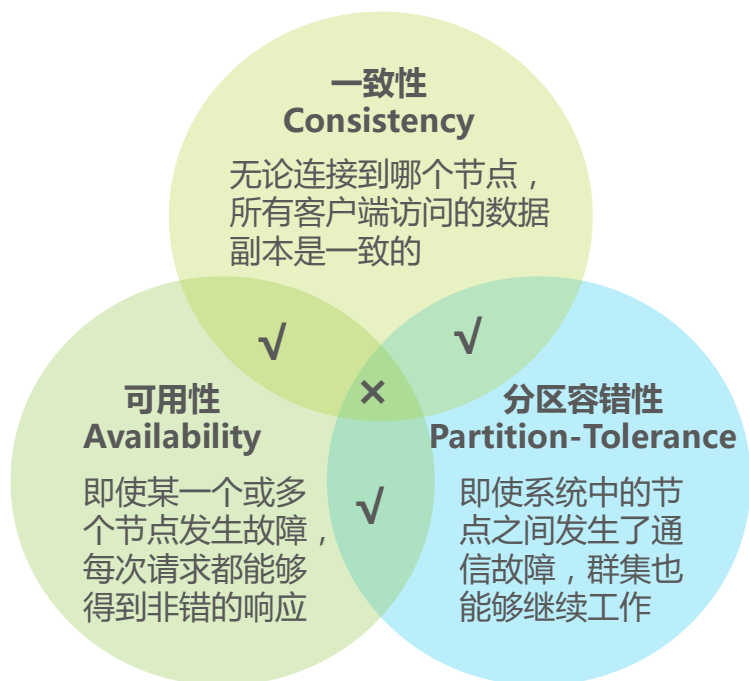 一致性
Consistency
无论连接到哪个节点，
所有客户端访问的数据
副本是一致的
√
√
×
可用性
Availability
即使某一个或多
个节点发生故障，
每次请求都能够
得到非错的响应
分区容错性
Partition-Tolerance
即使系统中的节
点之间发生了通
信故障，群集也
能够继续工作
√